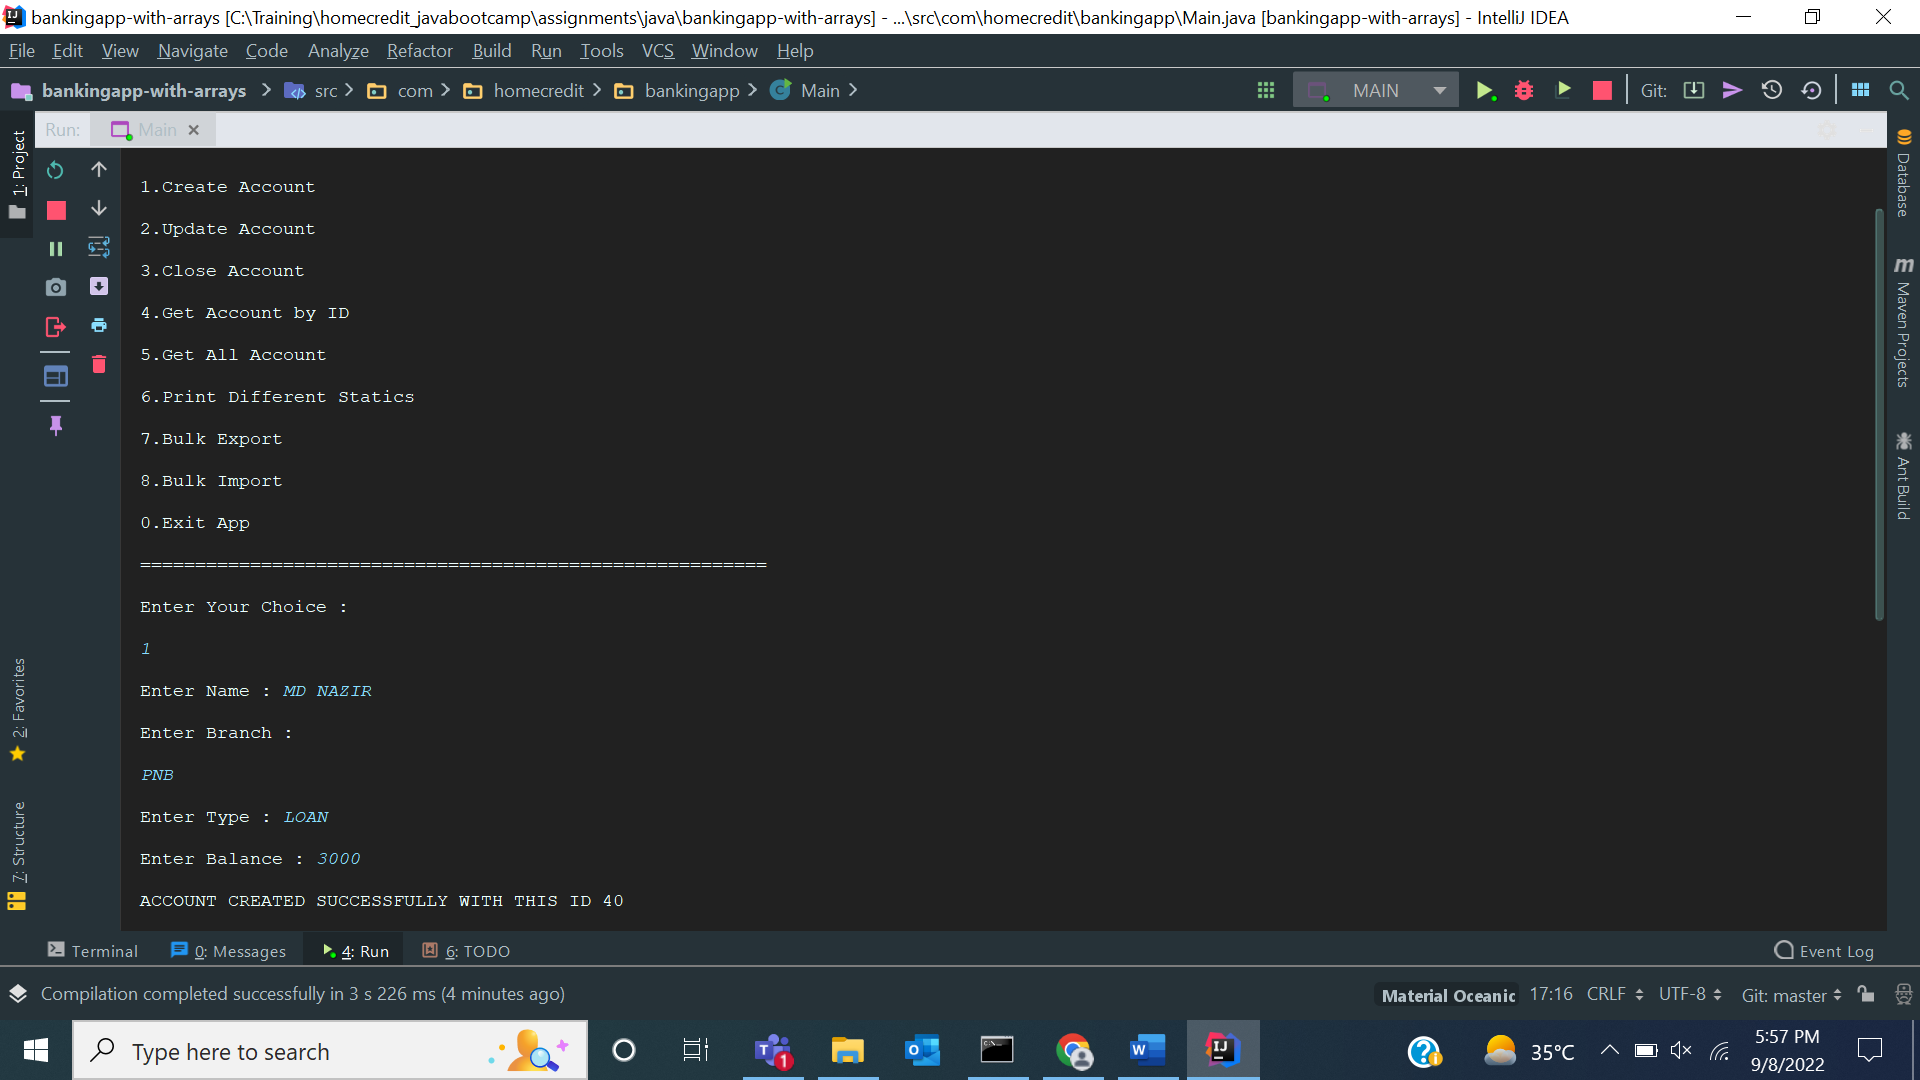 bankingapp-with-arrays [C:\Training\homecredit_javabootcamp\assignments\java\bankingapp-with-arrays] - ...\src\com\homecredit\bankingapp\Main.java [bankingapp-with-arrays] - IntelliJ IDEA
File Edit View Navigate Code Analyze Refactor Build Run Tools VCS Window Help
bankingapp-with-arrays src com homecredit bankingapp Main MAIN Git:
Run: Main
1: Project
2: Favorites
7: Structure
1.Create Account
2.Update Account
3.Close Account
4.Get Account by ID
5.Get All Account
6.Print Different Statics
7.Bulk Export
8.Bulk Import
0.Exit App
=========================================================
Enter Your Choice :
1
Enter Name : MD NAZIR
Enter Branch :
PNB
Enter Type : LOAN
Enter Balance : 3000
ACCOUNT CREATED SUCCESSFULLY WITH THIS ID 40
Database
m Maven Projects
Ant Build
Terminal 0: Messages 4: Run 6: TODO Event Log
Compilation completed successfully in 3 s 226 ms (4 minutes ago) Material Oceanic 17:16 CRLF UTF-8 Git: master
Type here to search 35°C 5:57 PM
9/8/2022